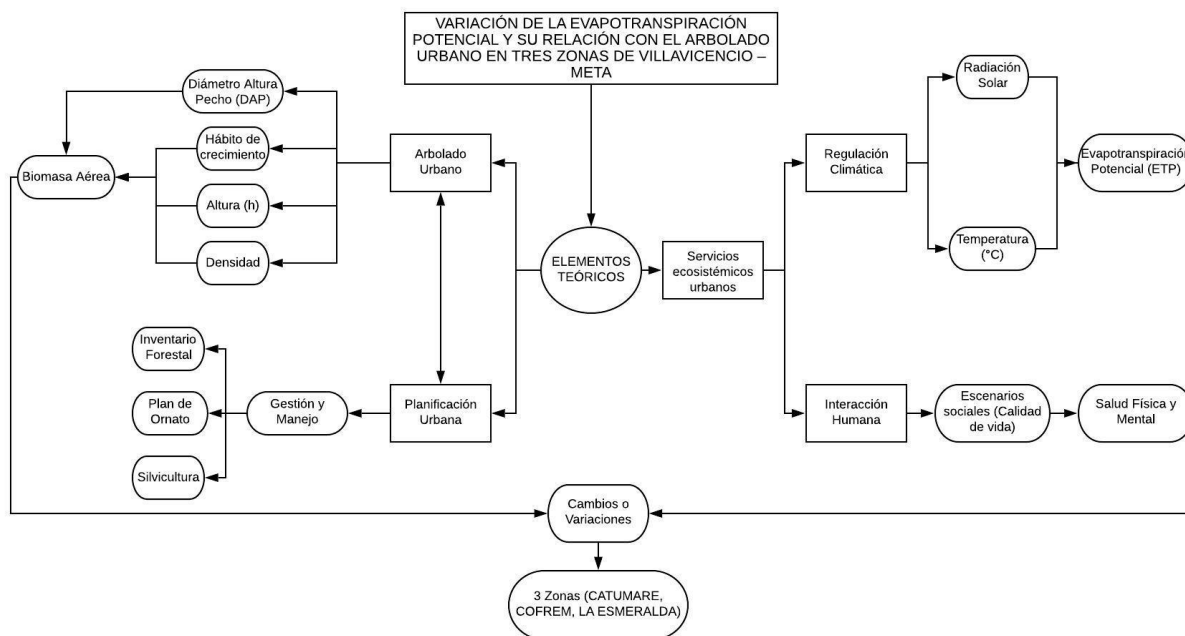 VARIACIÓN DE LA EVAPOTRANSPIRACIÓN
POTENCIAL Y SU RELACIÓN CON EL ARBOLADO
URBANO EN TRES ZONAS DE VILLAVICENCIO –
META
Diámetro Altura
Pecho (DAP)
Hábito de
crecimiento
Biomasa Aérea
Altura (h)
Densidad
Arbolado
Urbano
ELEMENTOS
TEÓRICOS
Servicios
ecosistémicos
urbanos
Regulación
Climática
Radiación
Solar
Temperatura
(°C)
Evapotranspiración
Potencial (ETP)
Inventario
Forestal
Plan de
Ornato
Silvicultura
Gestión y
Manejo
Planificación
Urbana
Interacción
Humana
Escenarios
sociales (Calidad
de vida)
Salud Física y
Mental
Cambios o
Variaciones
3 Zonas (CATUMARE,
COFREM, LA ESMERALDA)